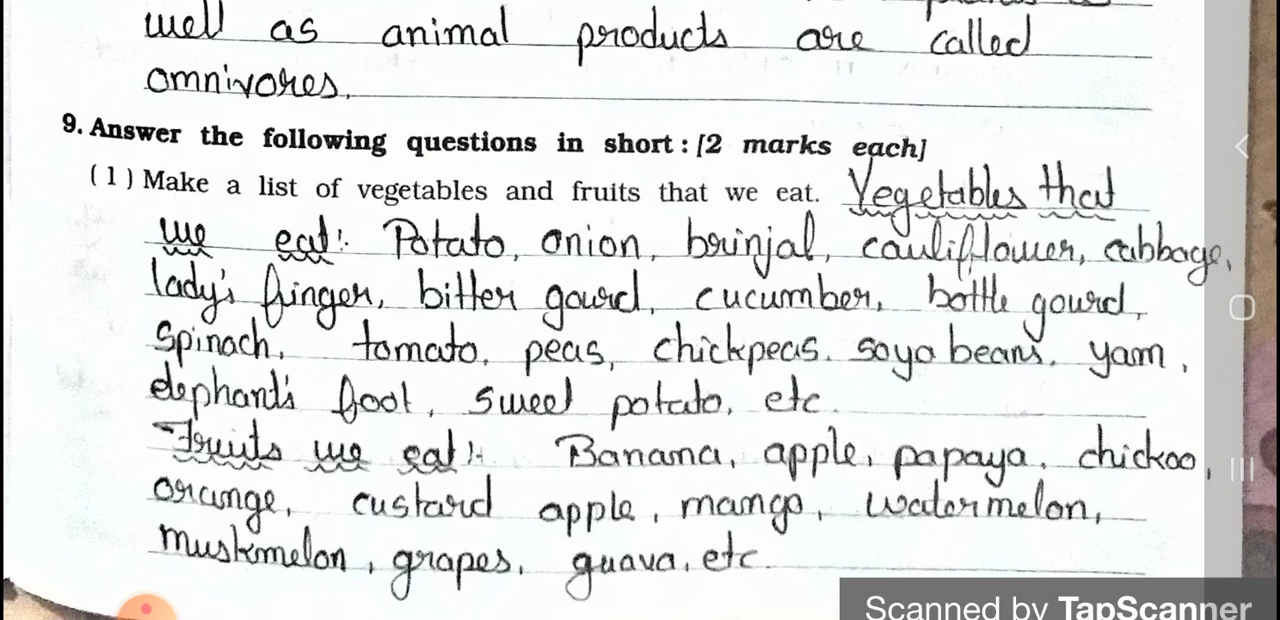 well as animal products are called
omnivores.
9. Answer the following questions in short : [2 marks each]
(1) Make a list of vegetables and fruits that we eat. Vegetables that
we eat:- Potato, onion, brinjal, cauliflower, cabbage,
lady's finger, bitter gourd, cucumber, bottle gourd,
spinach, tomato, peas, chickpeas, soya beans, yam,
elephant's foot, sweet potato, etc.
Fruits we eat:- Banana, apple, papaya, chickoo,
orange, custard apple, mango, watermelon,
muskmelon, grapes, guava, etc.
Scanned by TapScanner